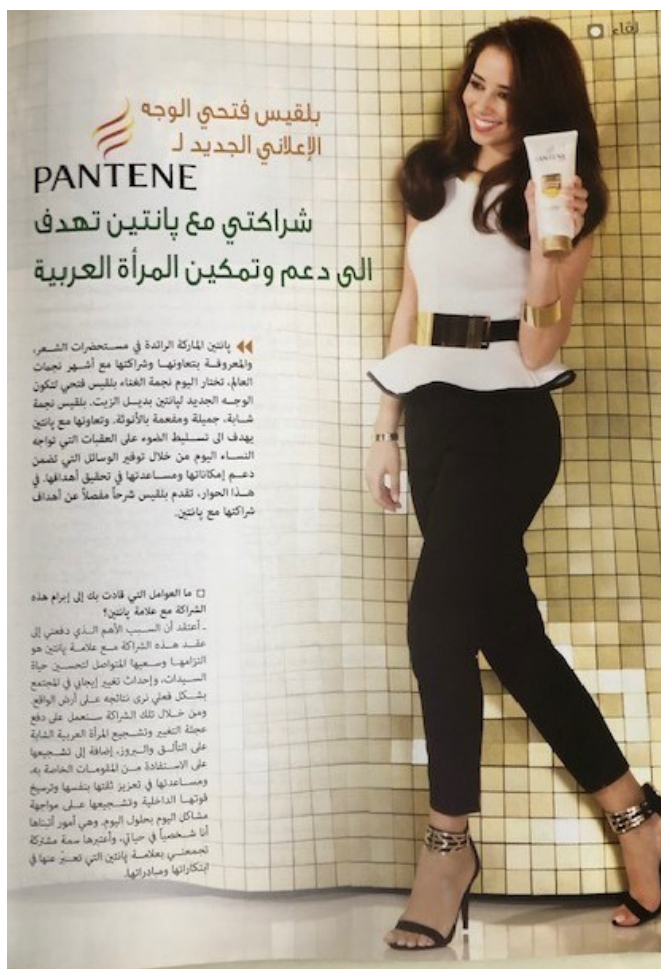 لقاء
بلقيس فتحي الوجه
الإعلاني الجديد لـ
PANTENE
شراكتي مع پانتين تهدف
الى دعم وتمكين المرأة العربية
پانتين الماركة الرائدة في مستحضرات الشعر،
والمعروفة بتعاونها وشراكتها مع أشهر نجمات
العالم، تختار اليوم نجمة الغناء بلقيس فتحي لتكون
الوجه الجديد لپانتين بديل الزيت. بلقيس نجمة
شابة، جميلة ومفعمة بالأنوثة. وتعاونها مع پانتين
يهدف الى تسليط الضوء على العقبات التي تواجه
النساء اليوم من خلال توفير الوسائل التي تضمن
دعم إمكاناتها ومساعدتها في تحقيق أهدافها. في
هذا الحوار، تقدم بلقيس شرحاً مفصلاً عن أهداف
شراكتها مع پانتين.
ما العوامل التي قادت بك إلى إبرام هذه
الشراكة مع علامة پانتين؟
ـ أعتقد أن السبب الأهم الذي دفعني إلى
عقد هذه الشراكة مع علامة پانتين هو
التزامها وسعيها المتواصل لتحسين حياة
السيدات، وإحداث تغيير إيجابي في المجتمع
بشكل فعلي نرى نتائجه على أرض الواقع.
ومن خلال تلك الشراكة سنعمل على دفع
عجلة التغيير وتشجيع المرأة العربية الشابة
على التألق والبروز، إضافة إلى تشجيعها
على الاستفادة من المقومات الخاصة به،
ومساعدتها في تعزيز ثقتها بنفسها وترسيخ
قوتها الداخلية وتشجيعها على مواجهة
مشاكل اليوم بحلول اليوم. وهي أمور أتبناها
أنا شخصياً في حياتي، وأعتبرها سمة مشتركة
تجمعني بعلامة پانتين التي تعبّر عنها في
ابتكاراتها ومبادراتها.
PANTENE